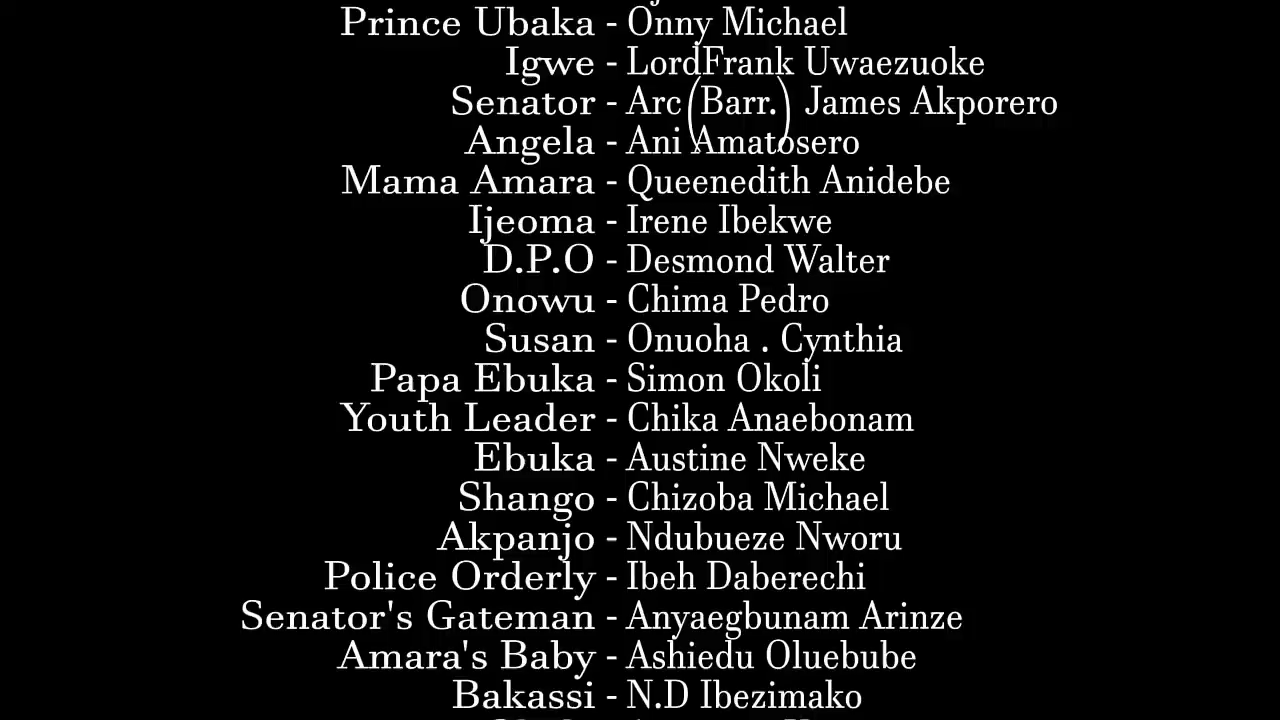 Prince Ubaka - Onny Michael
Igwe - LordFrank Uwaezuoke
Senator - Arc(Barr.) James Akporero
Angela - Ani Amatosero
Mama Amara - Queenedith Anidebe
Ijeoma - Irene Ibekwe
D.P.O - Desmond Walter
Onowu - Chima Pedro
Susan - Onuoha . Cynthia
Papa Ebuka - Simon Okoli
Youth Leader - Chika Anaebonam
Ebuka - Austine Nweke
Shango - Chizoba Michael
Akpanjo - Ndubueze Nworu
Police Orderly - Ibeh Daberechi
Senator's Gateman - Anyaegbunam Arinze
Amara's Baby - Ashiedu Oluebube
Bakassi - N.D Ibezimako